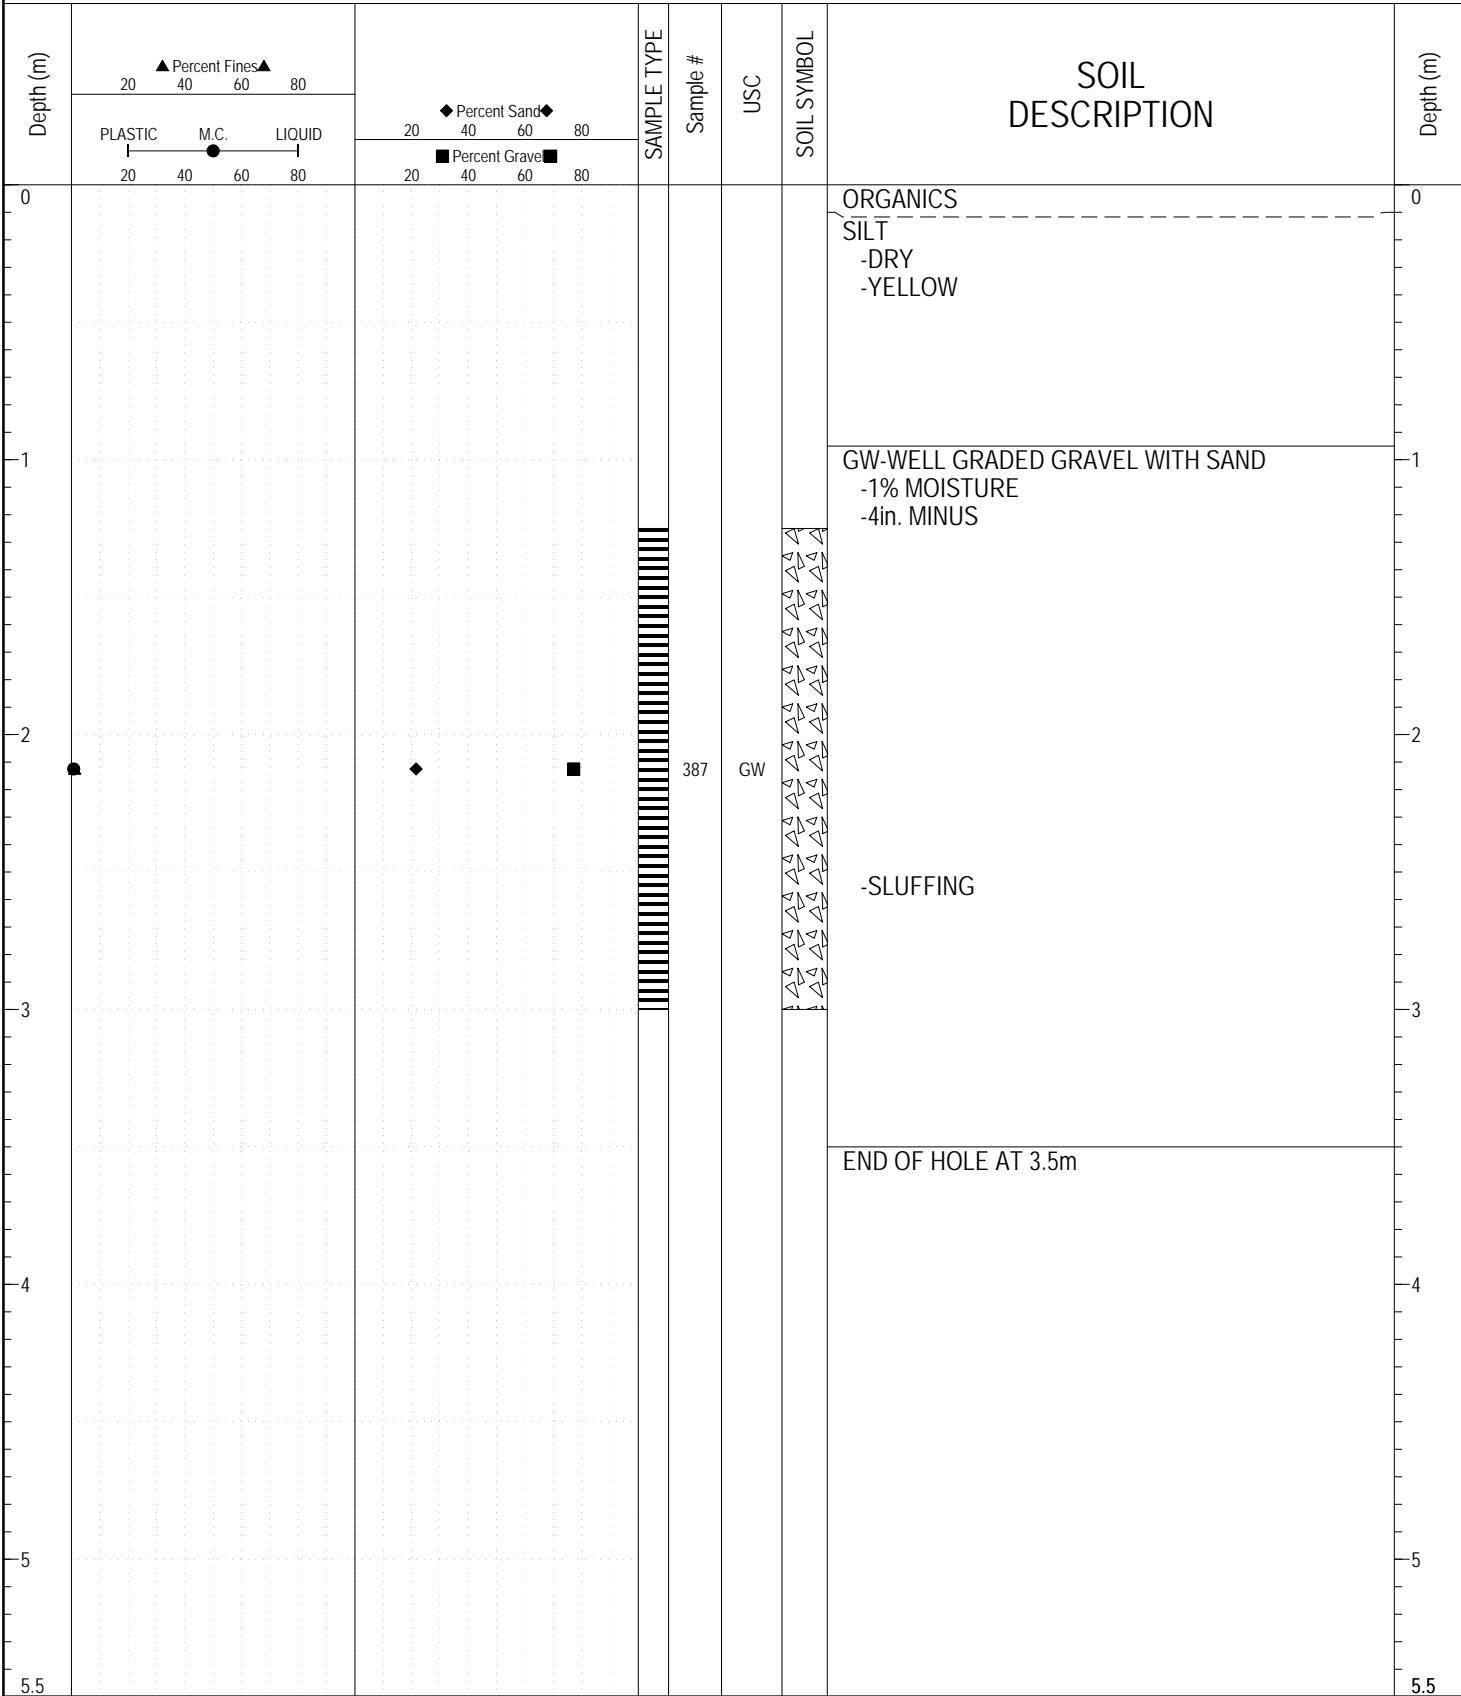 Depth (m)
Percent Fines
20 40 60 80
PLASTIC M.C. LIQUID
20 40 60 80
Percent Sand
20 40 60 80
Percent Gravel
20 40 60 80
SAMPLE TYPE
Sample #
USC
SOIL SYMBOL
SOIL
DESCRIPTION
Depth (m)
0 ORGANICS 0
SILT
-DRY
-YELLOW
1 GW-WELL GRADED GRAVEL WITH SAND 1
-1% MOISTURE
-4in. MINUS
2 2
387 GW
-SLUFFING
3 3
END OF HOLE AT 3.5m
4 4
5 5
5.5 5.5